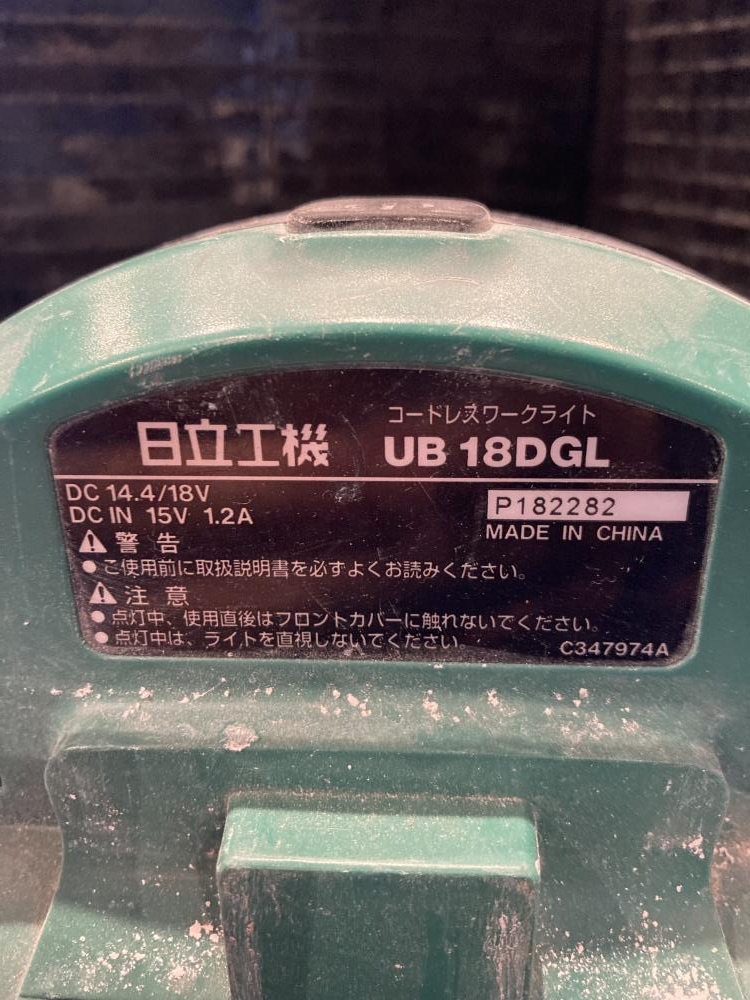 コードレスワークライト
日立工機 UB 18DGL
DC 14.4/18V
DC IN 15V 1.2A
P182282
MADE IN CHINA
⚠ 警告
● ご使用前に取扱説明書を必ずよくお読みください。
⚠ 注意
● 点灯中、使用直後はフロントカバーに触れないでください。
● 点灯中は、ライトを直視しないでください。
C347974A